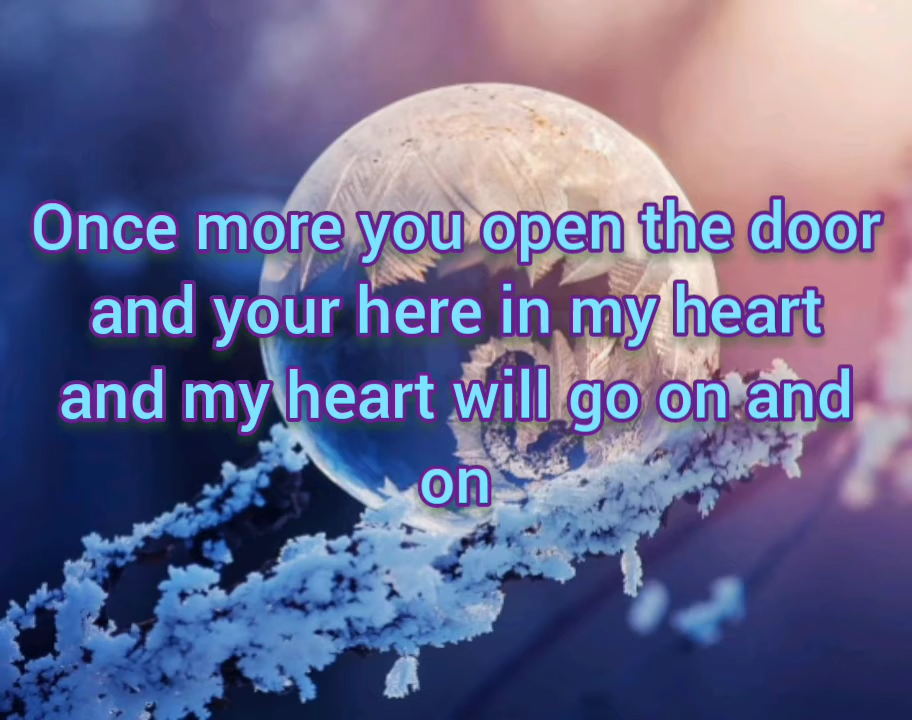 Once more you open the door
and your here in my heart
and my heart will go on and
on